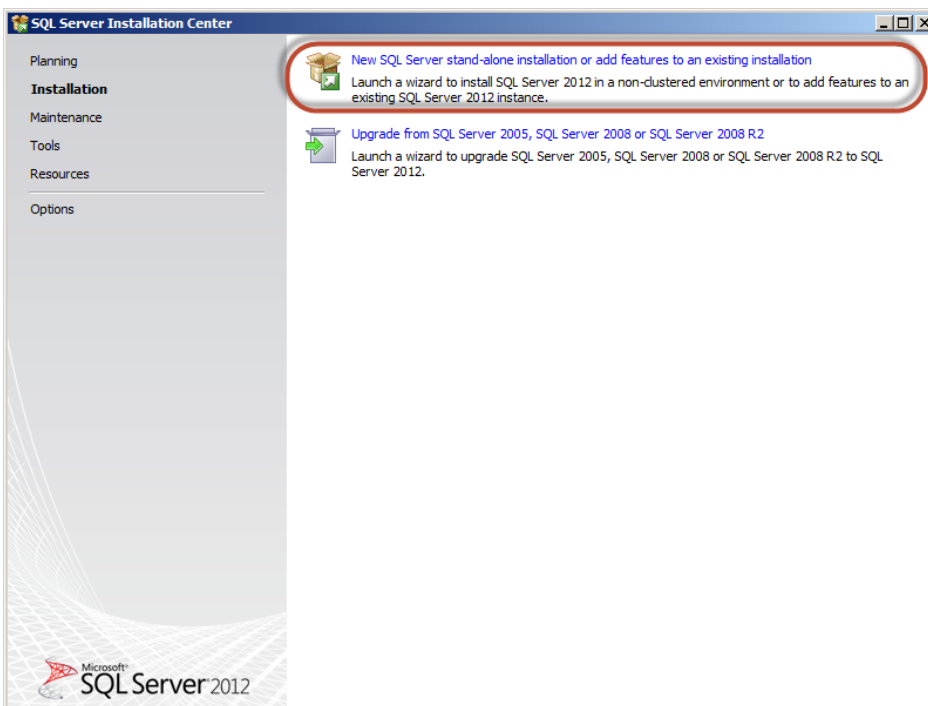 SQL Server Installation Center
Planning
Installation
Maintenance
Tools
Resources
Options
New SQL Server stand-alone installation or add features to an existing installation
Launch a wizard to install SQL Server 2012 in a non-clustered environment or to add features to an
existing SQL Server 2012 instance.
Upgrade from SQL Server 2005, SQL Server 2008 or SQL Server 2008 R2
Launch a wizard to upgrade SQL Server 2005, SQL Server 2008 or SQL Server 2008 R2 to SQL
Server 2012.
Microsoft®
SQL Server 2012